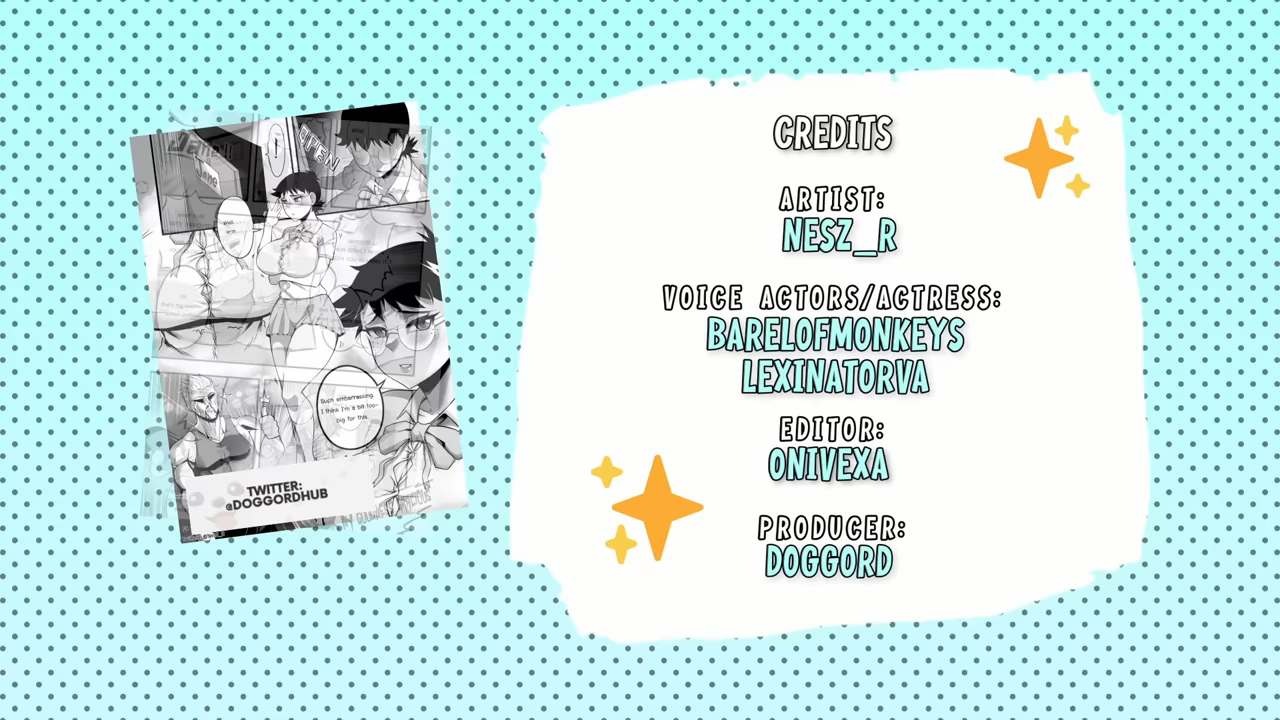 OPEN
Such embarrassing.
I think I'm a bit too-
big for this.
TWITTER:
@DOGGORDHUB
CREDITS
ARTIST:
NESZ_R
VOICE ACTORS/ACTRESS:
BARELOFMONKEYS
LEXINATORVA
EDITOR:
ONIVEXA
PRODUCER:
DOGGORD